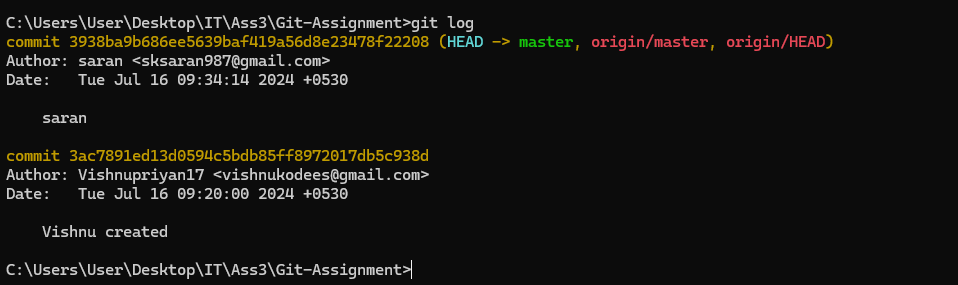 C:\Users\User\Desktop\IT\Ass3\Git-Assignment>git log
commit 3938ba9b686ee5639baf419a56d8e23478f22208 (HEAD -> master, origin/master, origin/HEAD)
Author: saran <sksaran987@gmail.com>
Date:   Tue Jul 16 09:34:14 2024 +0530
    saran
commit 3ac7891ed13d0594c5bdb85ff8972017db5c938d
Author: Vishnupriyan17 <vishnukodees@gmail.com>
Date:   Tue Jul 16 09:20:00 2024 +0530
    Vishnu created
C:\Users\User\Desktop\IT\Ass3\Git-Assignment>